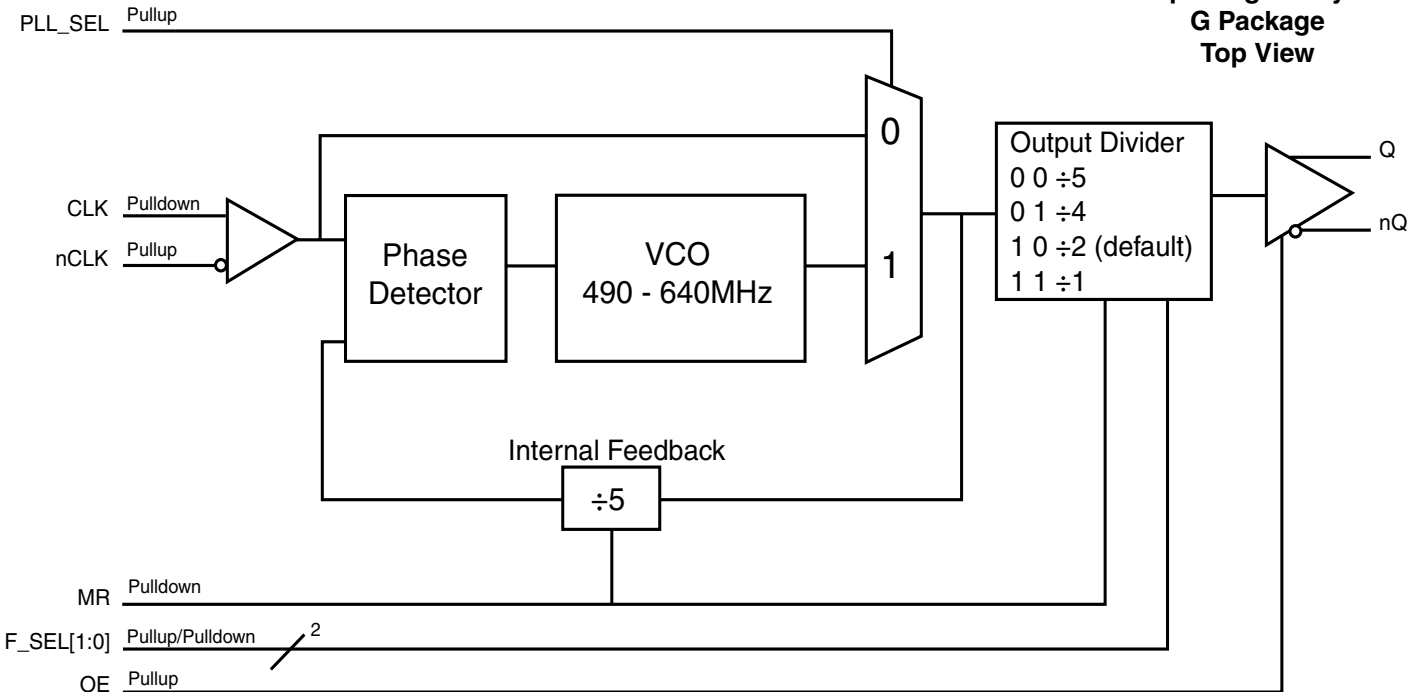 PLL_SEL Pullup
G Package
Top View
0
Output Divider
0 0 ÷5
0 1 ÷4
1 0 ÷2 (default)
1 1 ÷1
Q
nQ
CLK Pulldown
nCLK Pullup
Phase
Detector
VCO
490 - 640MHz
1
Internal Feedback
÷5
MR Pulldown
F_SEL[1:0] Pullup/Pulldown 2
OE Pullup